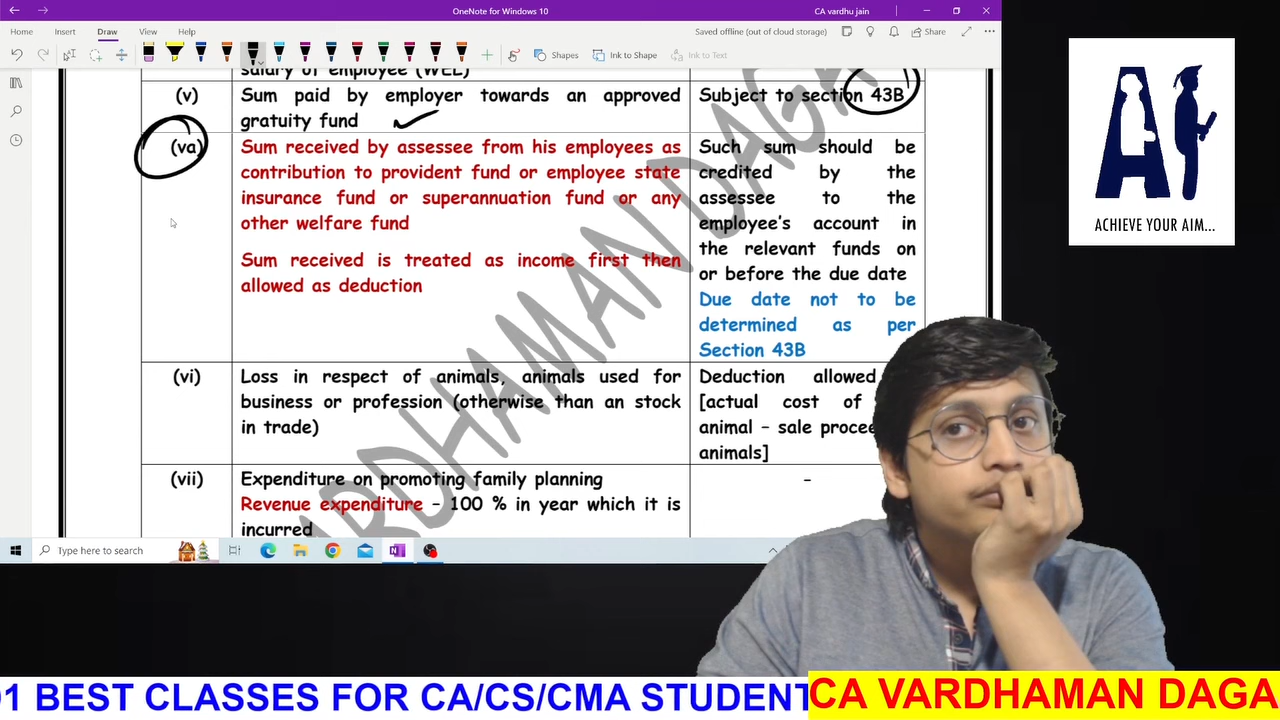 OneNote for Windows 10
CA vardhu jain
Home Insert Draw View Help
Saved offline (out of cloud storage)
Share
Shapes
Ink to Shape
Ink to Text
salary of employee (WEL)
(v)
Sum paid by employer towards an approved
gratuity fund
Subject to section 43B
(va)
Sum received by assessee from his employees as
contribution to provident fund or employee state
insurance fund or superannuation fund or any
other welfare fund
Sum received is treated as income first then
allowed as deduction
Such sum should be
credited by the
assessee to the
employee's account in
the relevant funds on
or before the due date
Due date not to be
determined as per
Section 43B
(vi)
Loss in respect of animals, animals used for
business or profession (otherwise than an stock
in trade)
Deduction allowed
[actual cost of
animal – sale procee
animals]
(vii)
Expenditure on promoting family planning
Revenue expenditure – 100 % in year which it is
incurred
-
VARDHAMAN DAGA
Type here to search
AI
ACHIEVE YOUR AIM...
01 BEST CLASSES FOR CA/CS/CMA STUDENT
CA VARDHAMAN DAGA